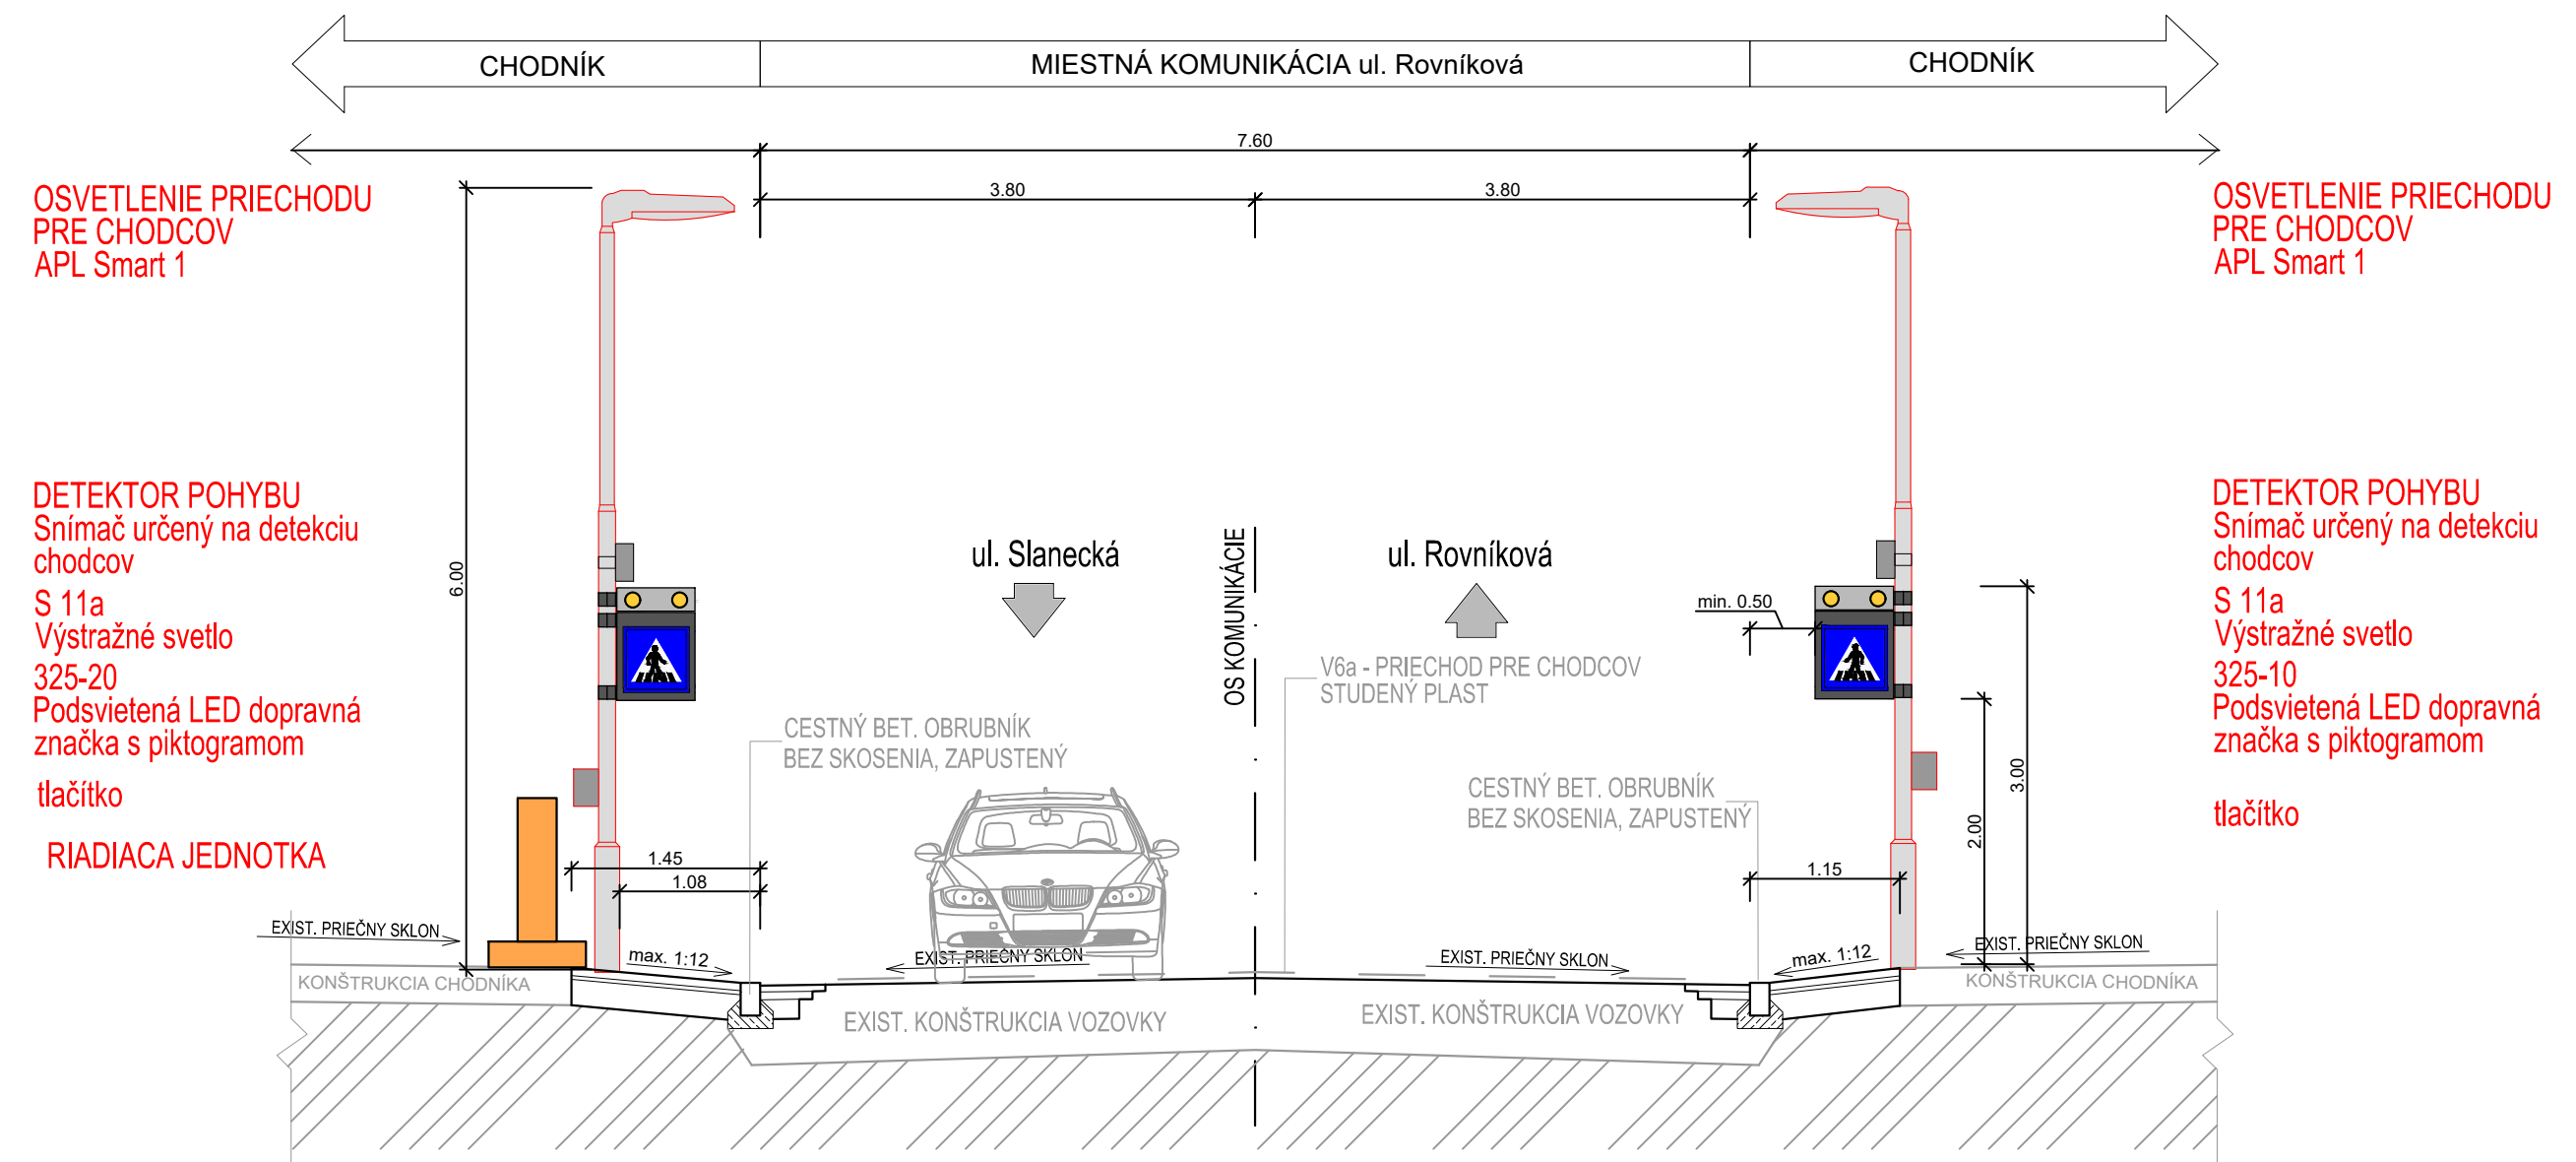 CHODNÍK
MIESTNÁ KOMUNIKÁCIA ul. Rovníková
CHODNÍK
7.60
3.80
3.80
OSVETLENIE PRIECHODU
PRE CHODCOV
APL Smart 1
OSVETLENIE PRIECHODU
PRE CHODCOV
APL Smart 1
6.00
DETEKTOR POHYBU
Snímač určený na detekciu
chodcov
S 11a
Výstražné svetlo
325-20
Podsvietená LED dopravná
značka s piktogramom
tlačítko
RIADIACA JEDNOTKA
ul. Slanecká
OS KOMUNIKÁCIE
ul. Rovníková
min. 0.50
V6a - PRIECHOD PRE CHODCOV
STUDENÝ PLAST
CESTNÝ BET. OBRUBNÍK
BEZ SKOSENIA, ZAPUSTENÝ
CESTNÝ BET. OBRUBNÍK
BEZ SKOSENIA, ZAPUSTENÝ
DETEKTOR POHYBU
Snímač určený na detekciu
chodcov
S 11a
Výstražné svetlo
325-10
Podsvietená LED dopravná
značka s piktogramom
tlačítko
3.00
2.00
1.45
1.08
1.15
EXIST. PRIEČNY SKLON
max. 1:12
EXIST. PRIEČNY SKLON
EXIST. PRIEČNY SKLON
max. 1:12
EXIST. PRIEČNY SKLON
KONŠTRUKCIA CHODNÍKA
KONŠTRUKCIA CHODNÍKA
EXIST. KONŠTRUKCIA VOZOVKY
EXIST. KONŠTRUKCIA VOZOVKY